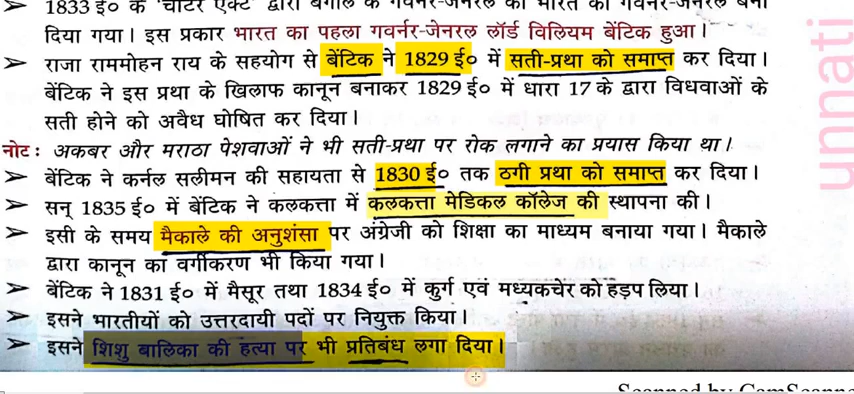 1833 ई० के 'चार्टर एक्ट' द्वारा बंगाल के गवर्नर-जनरल को भारत का गवर्नर-जनरल बना
दिया गया। इस प्रकार भारत का पहला गवर्नर-जेनरल लॉर्ड विलियम बेंटिक हुआ।
➢ राजा राममोहन राय के सहयोग से बेंटिक ने 1829 ई० में सती-प्रथा को समाप्त कर दिया।
बेंटिक ने इस प्रथा के खिलाफ कानून बनाकर 1829 ई० में धारा 17 के द्वारा विधवाओं के
सती होने को अवैध घोषित कर दिया।
नोट : अकबर और मराठा पेशवाओं ने भी सती-प्रथा पर रोक लगाने का प्रयास किया था।
➢ बेंटिक ने कर्नल सलीमन की सहायता से 1830 ई० तक ठगी प्रथा को समाप्त कर दिया।
➢ सन् 1835 ई० में बेंटिक ने कलकत्ता में कलकत्ता मेडिकल कॉलेज की स्थापना की।
➢ इसी के समय मैकाले की अनुशंसा पर अंग्रेजी को शिक्षा का माध्यम बनाया गया। मैकाले
द्वारा कानून का वर्गीकरण भी किया गया।
➢ बेंटिक ने 1831 ई० में मैसूर तथा 1834 ई० में कुर्ग एवं मध्यकचेर को हड़प लिया।
➢ इसने भारतीयों को उत्तरदायी पदों पर नियुक्त किया।
➢ इसने शिशु बालिका की हत्या पर भी प्रतिबंध लगा दिया।
unnati